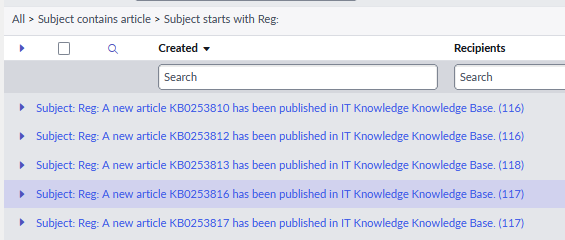 All > Subject contains article > Subject starts with Reg:
Created Recipients
Search Search
Subject: Reg: A new article KB0253810 has been published in IT Knowledge Knowledge Base. (116)
Subject: Reg: A new article KB0253812 has been published in IT Knowledge Knowledge Base. (116)
Subject: Reg: A new article KB0253813 has been published in IT Knowledge Knowledge Base. (118)
Subject: Reg: A new article KB0253816 has been published in IT Knowledge Knowledge Base. (117)
Subject: Reg: A new article KB0253817 has been published in IT Knowledge Knowledge Base. (117)